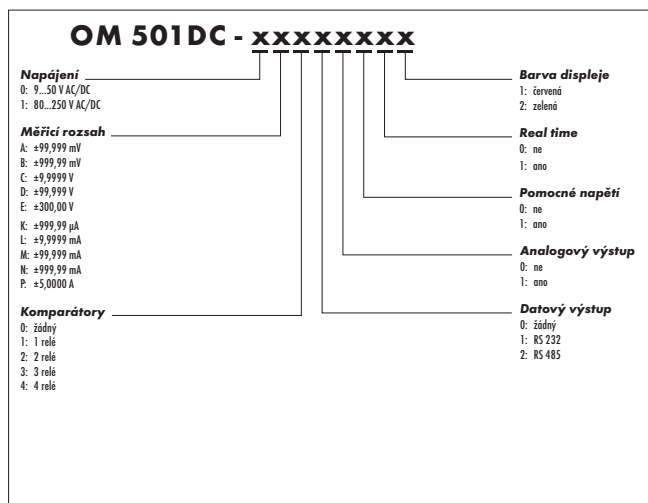 OM 501DC - xxxxxxxx
Napájení
0: 9...50 V AC/DC
1: 80...250 V AC/DC
Měřicí rozsah
A: ±99,999 mV
B: ±999,99 mV
C: ±9,9999 V
D: ±99,999 V
E: ±300,00 V
K: ±999,99 µA
L: ±9,9999 mA
M: ±99,999 mA
N: ±999,99 mA
P: ±5,0000 A
Komparátory
0: žádný
1: 1 relé
2: 2 relé
3: 3 relé
4: 4 relé
Barva displeje
1: červená
2: zelená
Real time
0: ne
1: ano
Pomocné napětí
0: ne
1: ano
Analogový výstup
0: ne
1: ano
Datový výstup
0: žádný
1: RS 232
2: RS 485